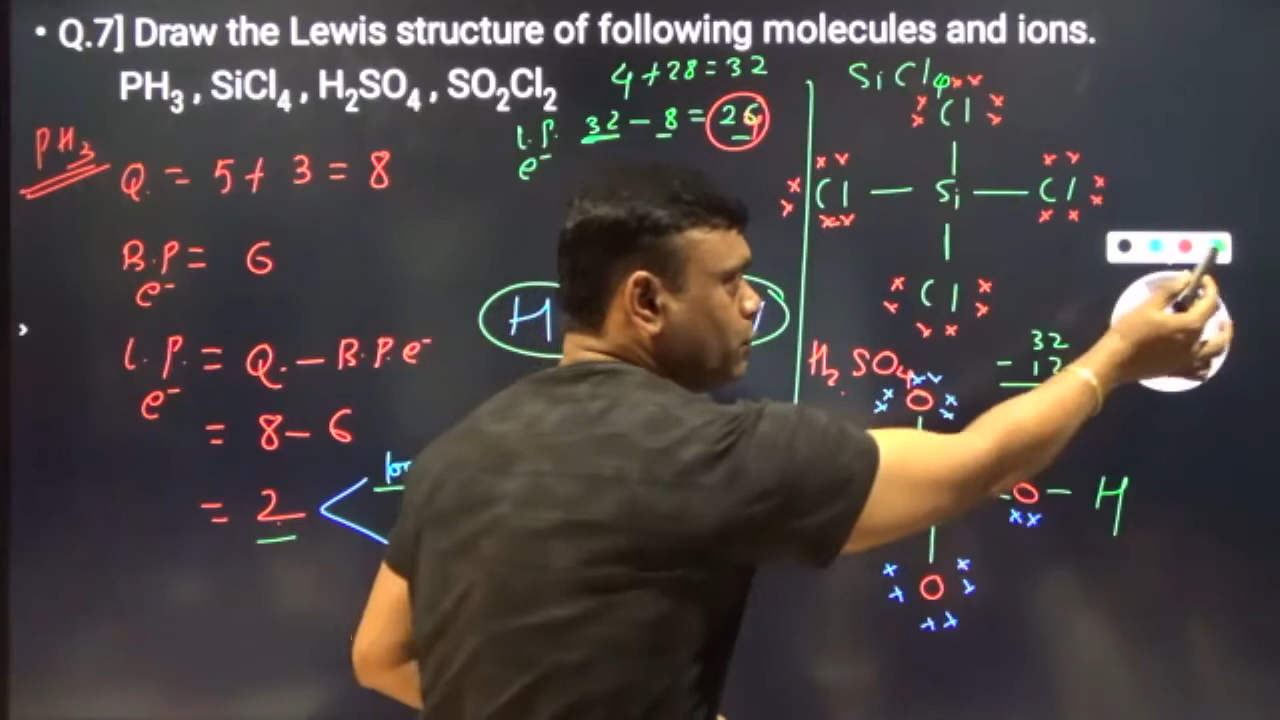 • Q.7] Draw the Lewis structure of following molecules and ions.
PH3 , SiCl4 , H2SO4 , SO2Cl2
4 + 28 = 32
l.p. e- 32 - 8 = 24
PH3
Q. = 5 + 3 = 8
B.P e- = 6
L.P. e- = Q. - B.P. e-
= 8 - 6
= 2
H
SiCl4
Cl
Cl — Si — Cl
Cl
H2SO4
32
- 12
O
O — H
O